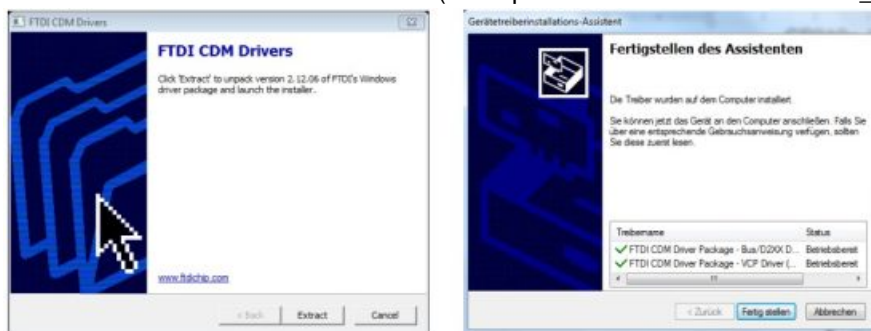 FTDI CDM Drivers
FTDI CDM Drivers
Click 'Extract' to unpack version 2.12.06 of FTDI's Windows
driver package and launch the installer.
www.ftdichip.com
< Back Extract Cancel
Gerätetreiberinstallations-Assistent
Fertigstellen des Assistenten
Die Treiber wurden auf dem Computer installiert.
Sie können jetzt das Gerät an den Computer anschließen. Falls Sie
über eine entsprechende Gebrauchsanweisung verfügen, sollten
Sie diese zuerst lesen.
Treibername Status
FTDI CDM Driver Package - Bus/D2XX D... Betriebsbereit
FTDI CDM Driver Package - VCP Driver (... Betriebsbereit
< Zurück Fertig stellen Abbrechen